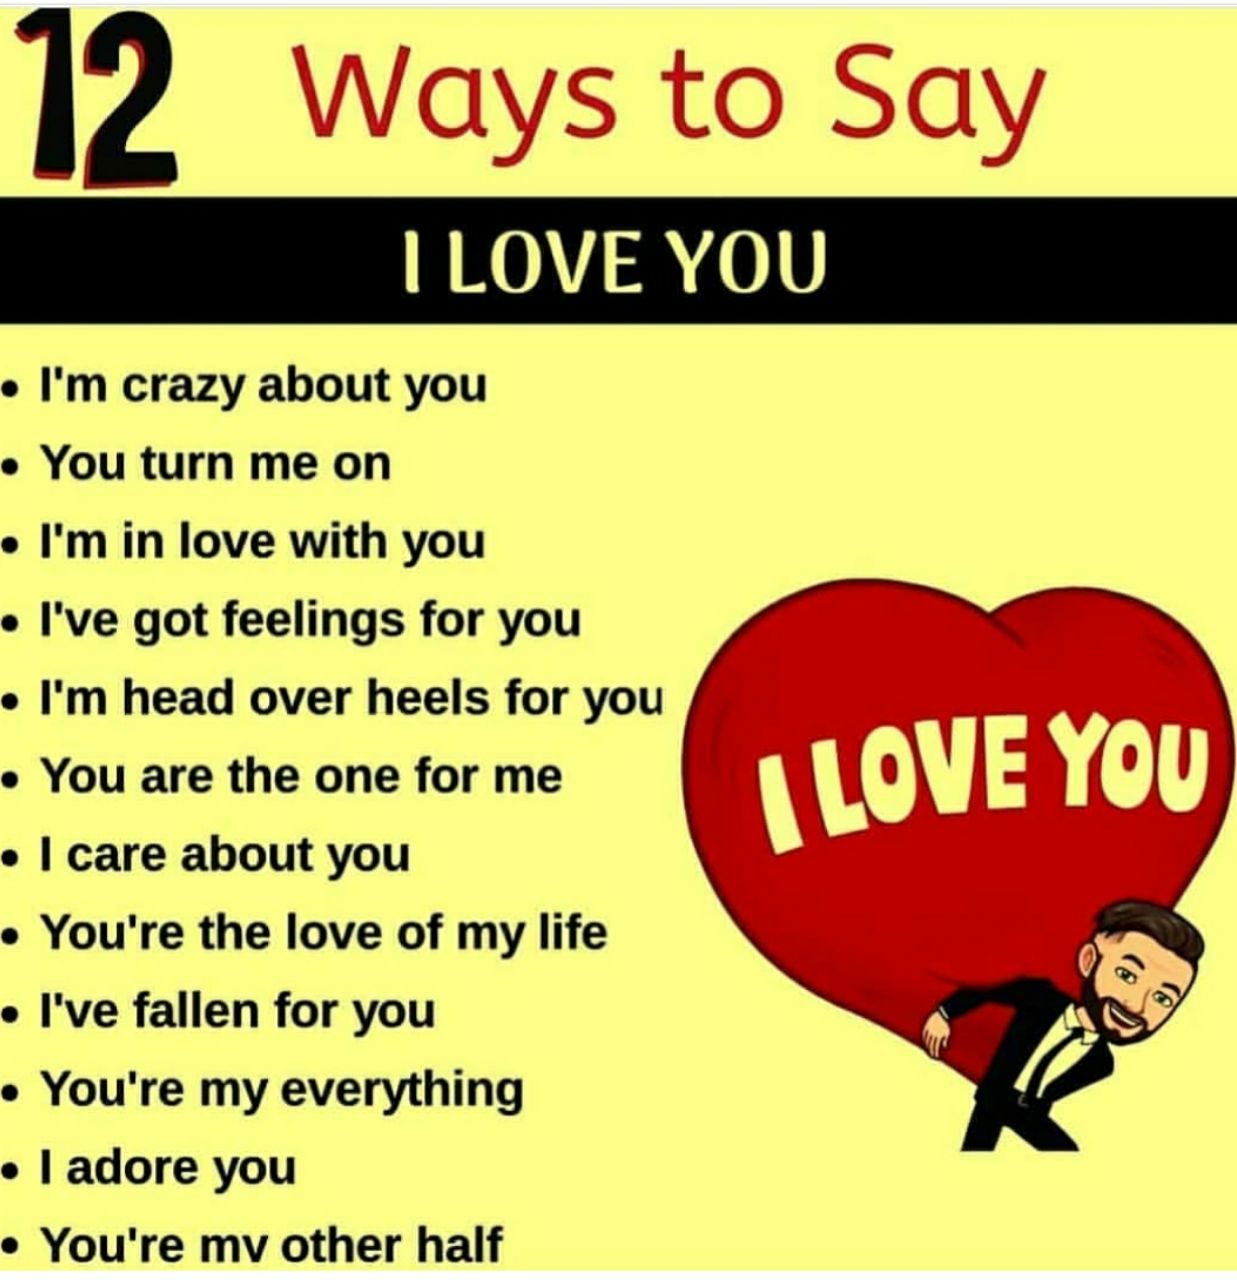 12 Ways to Say
I LOVE YOU
• I'm crazy about you
• You turn me on
• I'm in love with you
• I've got feelings for you
• I'm head over heels for you
• You are the one for me
• I care about you
• You're the love of my life
• I've fallen for you
• You're my everything
• I adore you
• You're my other half
I LOVE YOU